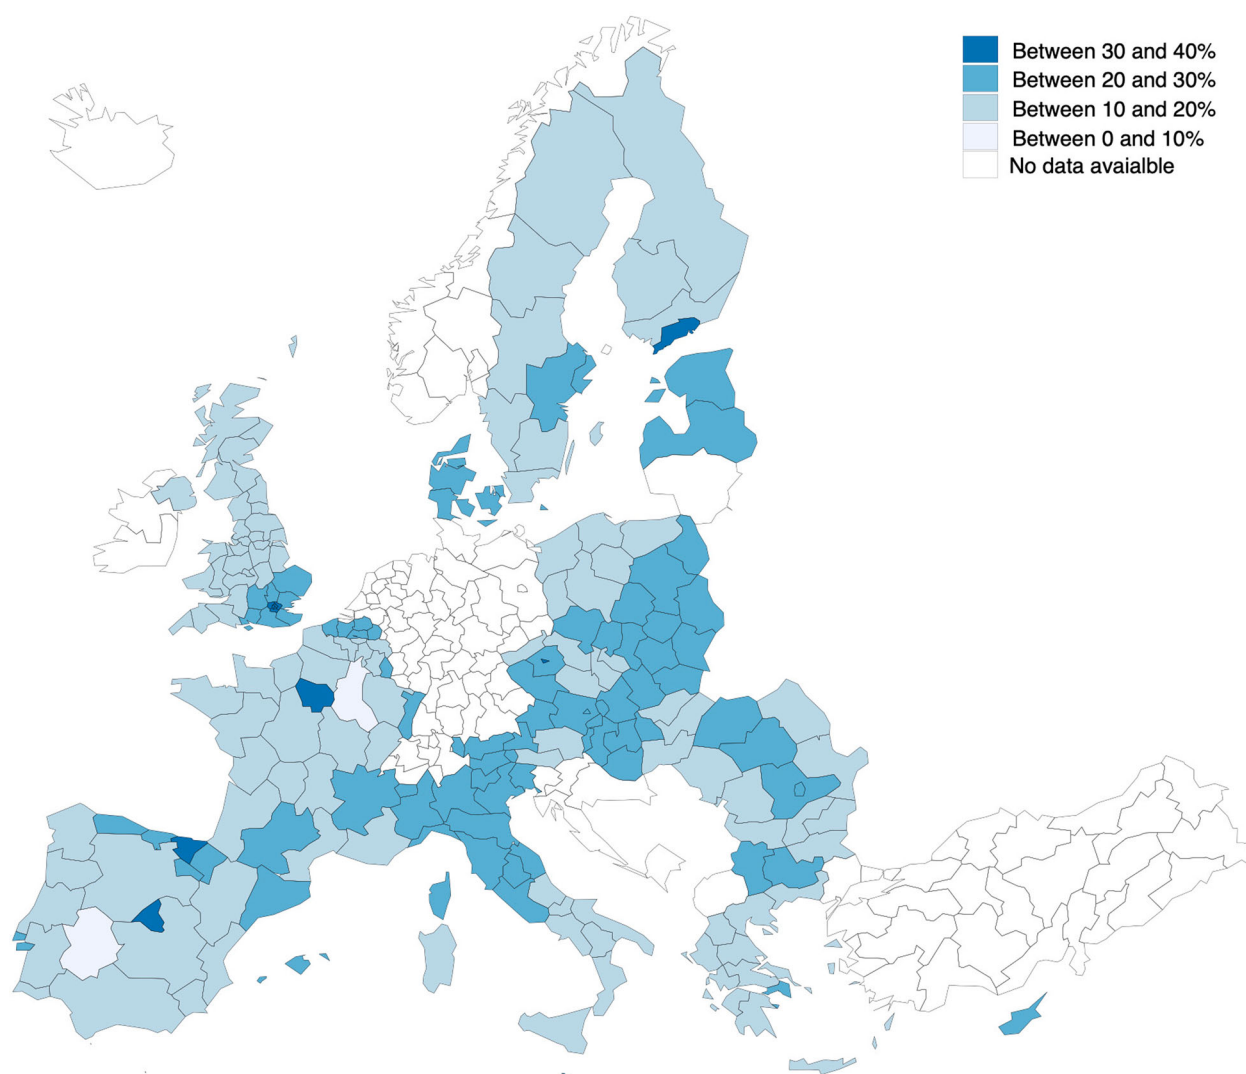 Between 30 and 40%
Between 20 and 30%
Between 10 and 20%
Between 0 and 10%
No data avaialble